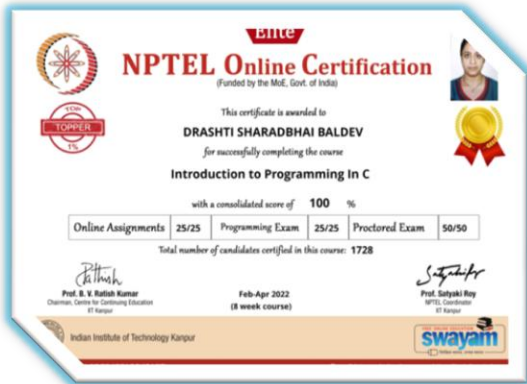 Elite
NPTEL Online Certification
(Funded by the MoE, Govt. of India)
TOP
TOPPER
1%
This certificate is awarded to
DRASHTI SHARADBHAI BALDEV
for successfully completing the course
Introduction to Programming In C
with a consolidated score of 100 %
Online Assignments 25/25 Programming Exam 25/25 Proctored Exam 50/50
Total number of candidates certified in this course: 1728
Prof. B. V. Ratish Kumar
Chairman, Centre for Continuing Education
IIT Kanpur
Feb-Apr 2022
(8 week course)
Prof. Satyaki Roy
NPTEL Coordinator
IIT Kanpur
Indian Institute of Technology Kanpur
swayam